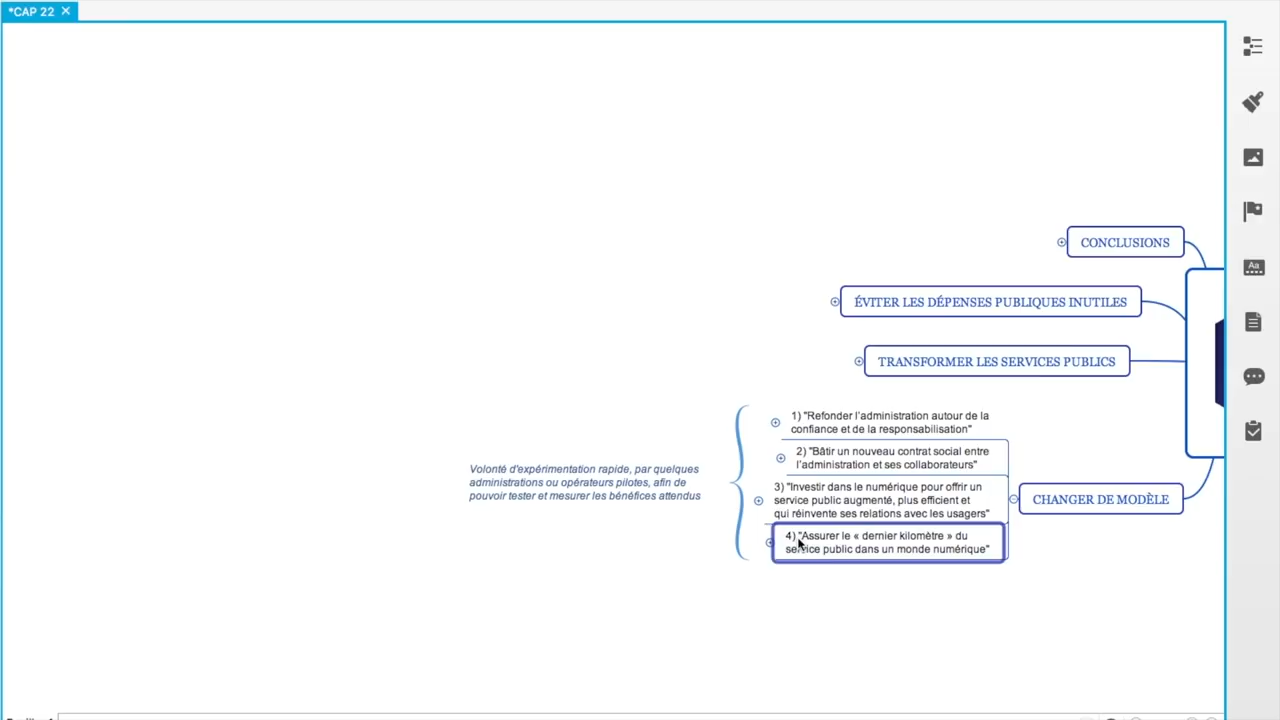 *CAP 22
CONCLUSIONS
ÉVITER LES DÉPENSES PUBLIQUES INUTILES
TRANSFORMER LES SERVICES PUBLICS
1) "Refonder l'administration autour de la
confiance et de la responsabilisation"
2) "Bâtir un nouveau contrat social entre
l'administration et ses collaborateurs"
3) "Investir dans le numérique pour offrir un
service public augmenté, plus efficient et
qui réinvente ses relations avec les usagers"
4) "Assurer le « dernier kilomètre » du
service public dans un monde numérique"
CHANGER DE MODÈLE
Volonté d'expérimentation rapide, par quelques
administrations ou opérateurs pilotes, afin de
pouvoir tester et mesurer les bénéfices attendus
Aa